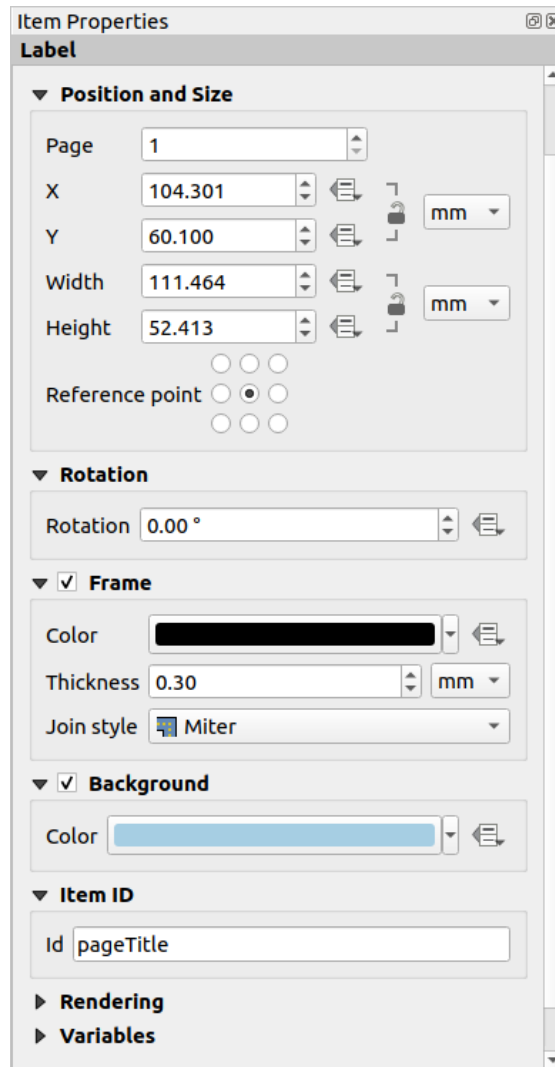 Item Properties
Label
Position and Size
Page 1
X 104.301
mm
Y 60.100
Width 111.464
mm
Height 52.413
Reference point
Rotation
Rotation 0.00 °
Frame
Color
Thickness 0.30 mm
Join style Miter
Background
Color
Item ID
Id pageTitle
Rendering
Variables